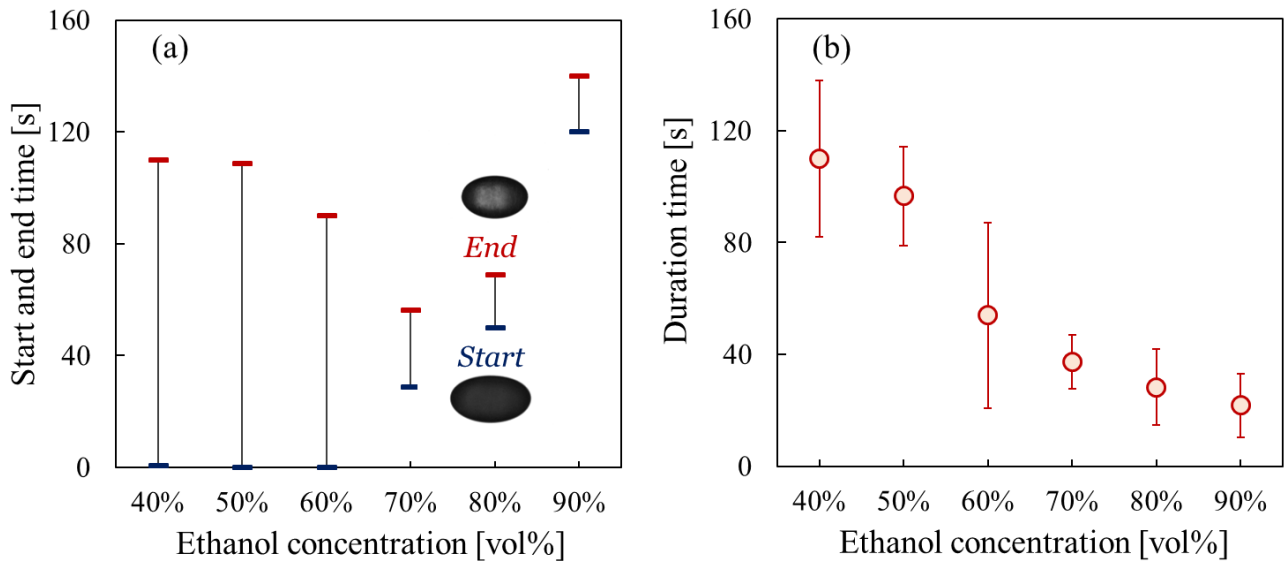 (a)
Start and end time [s]
160
120
80
40
0
End
Start
40% 50% 60% 70% 80% 90%
Ethanol concentration [vol%]
(b)
Duration time [s]
160
120
80
40
0
40% 50% 60% 70% 80% 90%
Ethanol concentration [vol%]